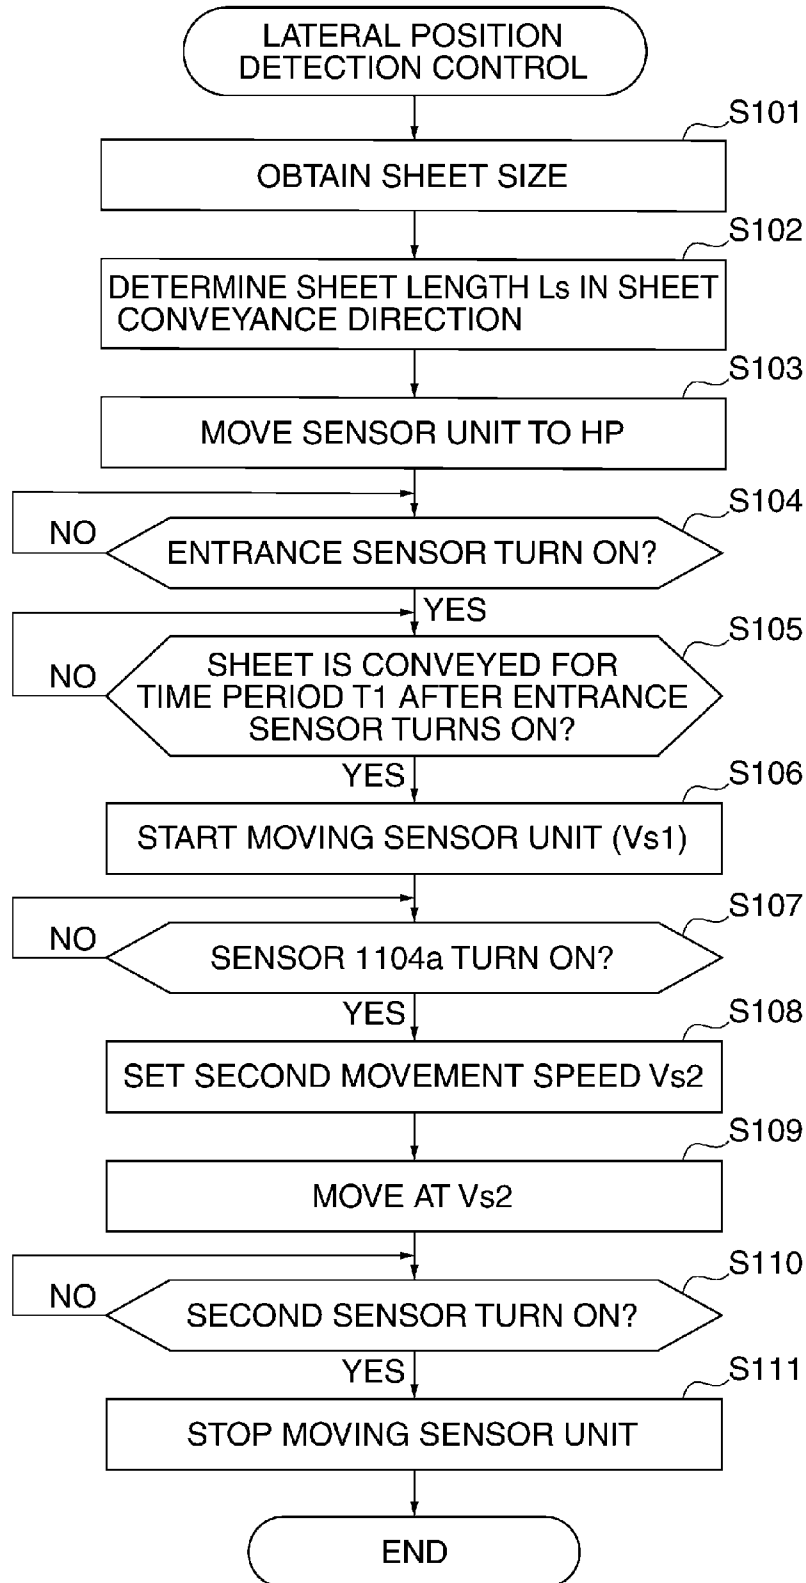 LATERAL POSITION
DETECTION CONTROL
S101
OBTAIN SHEET SIZE
S102
DETERMINE SHEET LENGTH Ls IN SHEET
CONVEYANCE DIRECTION
S103
MOVE SENSOR UNIT TO HP
S104
NO
ENTRANCE SENSOR TURN ON?
YES
S105
NO
SHEET IS CONVEYED FOR
TIME PERIOD T1 AFTER ENTRANCE
SENSOR TURNS ON?
YES
S106
START MOVING SENSOR UNIT (Vs1)
S107
NO
SENSOR 1104a TURN ON?
YES
S108
SET SECOND MOVEMENT SPEED Vs2
S109
MOVE AT Vs2
S110
NO
SECOND SENSOR TURN ON?
YES
S111
STOP MOVING SENSOR UNIT
END